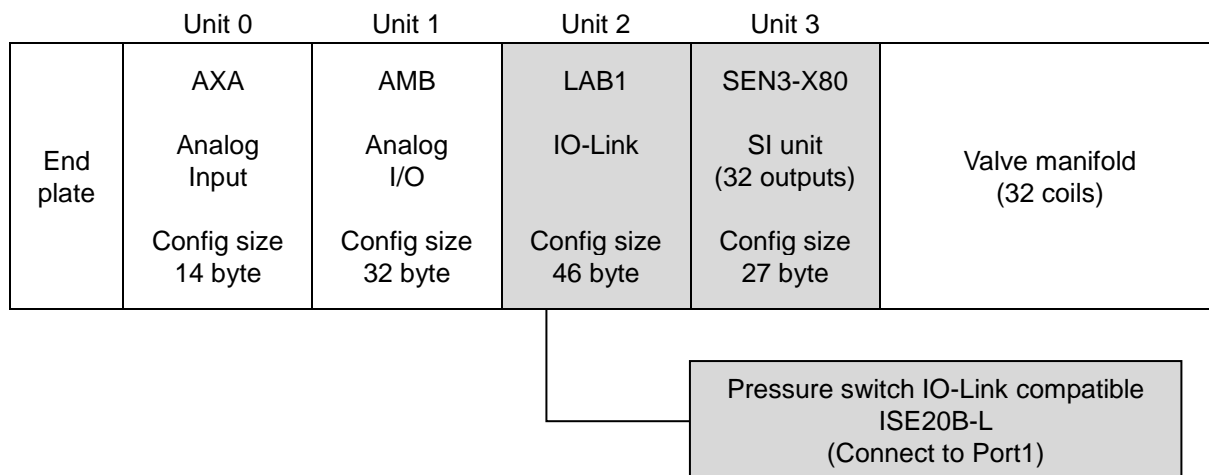 Unit 0
Unit 1
Unit 2
Unit 3
End
plate
AXA
Analog
Input
Config size
14 byte
AMB
Analog
I/O
Config size
32 byte
LAB1
IO-Link
Config size
46 byte
SEN3-X80
SI unit
(32 outputs)
Config size
27 byte
Valve manifold
(32 coils)
Pressure switch IO-Link compatible
ISE20B-L
(Connect to Port1)